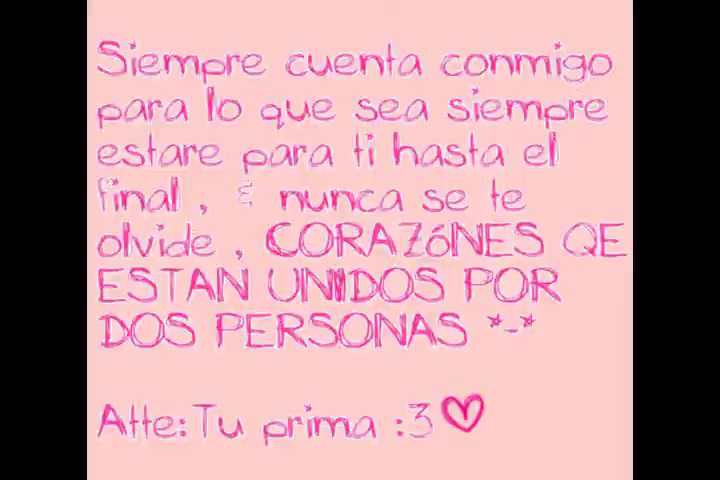 Siempre cuenta conmigo
para lo que sea siempre
estare para ti hasta el
final , & nunca se te
olvide , CORAZóNES QE
ESTAN UNIDOS POR
DOS PERSONAS *-*
Atte:Tu prima :3♡